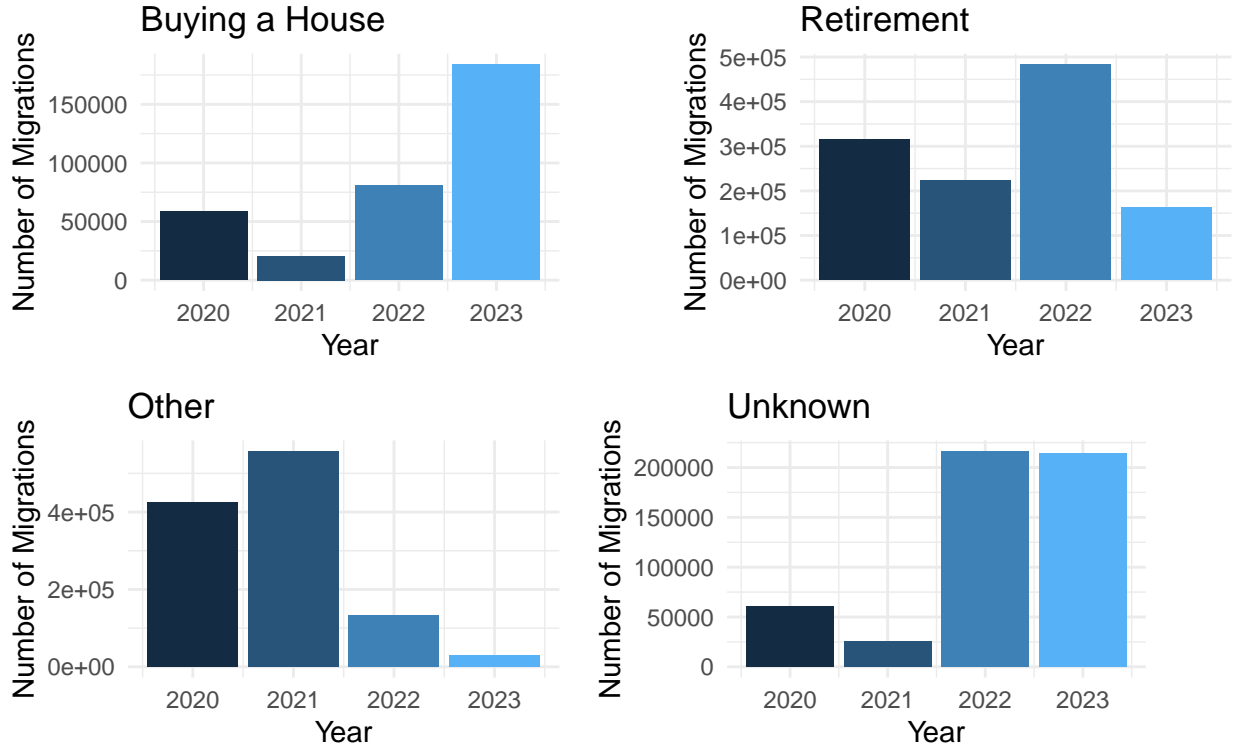 Buying a House
Number of Migrations
150000
100000
50000
0
2020 2021 2022 2023
Year
Retirement
Number of Migrations
5e+05
4e+05
3e+05
2e+05
1e+05
0e+00
2020 2021 2022 2023
Year
Other
Number of Migrations
4e+05
2e+05
0e+00
2020 2021 2022 2023
Year
Unknown
Number of Migrations
200000
150000
100000
50000
0
2020 2021 2022 2023
Year